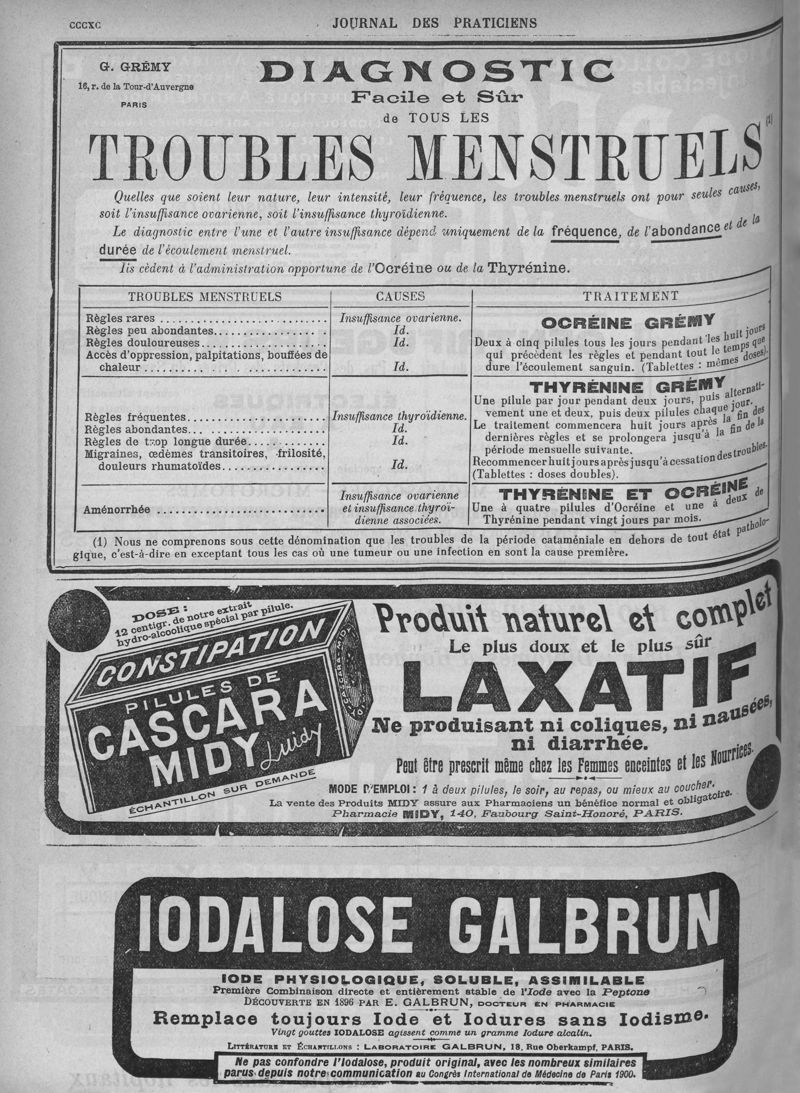 CCCXC
JOURNAL DES PRATICIENS
G. GRÉMY
16, r. de la Tour-d'Auvergne
PARIS
DIAGNOSTIC
Facile et Sûr
de TOUS LES
TROUBLES MENSTRUELS (1)
Quelles que soient leur nature, leur intensité, leur fréquence, les troubles menstruels ont pour seules causes,
soit l'insuffisance ovarienne, soit l'insuffisance thyroïdienne.
Le diagnostic entre l'une et l'autre insuffisance dépend uniquement de la fréquence, de l'abondance et de la
durée de l'écoulement menstruel.
Ils cèdent à l'administration opportune de l'Ocréine ou de la Thyrénine.
TROUBLES MENSTRUELS
CAUSES
TRAITEMENT
Règles rares
Insuffisance ovarienne.
Règles peu abondantes
Id.
Règles douloureuses
Id.
Accès d'oppression, palpitations, bouffées de
chaleur
Id.
OCRÉINE GRÉMY
Deux à cinq pilules tous les jours pendant les huit jours
qui précèdent les règles et pendant tout le temps que
dure l'écoulement sanguin. (Tablettes : mêmes doses).
Règles fréquentes
Insuffisance thyroïdienne.
Règles abondantes
Id.
Règles de trop longue durée
Id.
Migraines, œdèmes transitoires, frilosité,
douleurs rhumatoïdes
Id.
THYRÉNINE GRÉMY
Une pilule par jour pendant deux jours, puis alternati-
vement une et deux, puis deux pilules chaque jour.
Le traitement commencera huit jours après la fin des
dernières règles et se prolongera jusqu'à la fin de la
période mensuelle suivante.
Recommencer huit jours après jusqu'à cessation des troubles.
(Tablettes : doses doubles).
Aménorrhée
Insuffisance ovarienne
et insuffisance thyroï-
dienne associées.
THYRÉNINE ET OCRÉINE
Une à quatre pilules d'Ocréine et une à deux de
Thyrénine pendant vingt jours par mois.
(1) Nous ne comprenons sous cette dénomination que les troubles de la période cataméniale en dehors de tout état patholo-
gique, c'est-à-dire en exceptant tous les cas où une tumeur ou une infection en sont la cause première.
DOSE :
12 centigr. de notre extrait
hydro-alcoolique spécial par pilule.
CONSTIPATION
PILULES DE
CASCARA
MIDY Midy
CASCARA MIDY
ÉCHANTILLON SUR DEMANDE
Produit naturel et complet
Le plus doux et le plus sûr
LAXATIF
Ne produisant ni coliques, ni nausées,
ni diarrhée.
Peut être prescrit même chez les Femmes enceintes et les Nourrices.
MODE D'EMPLOI : 1 à deux pilules, le soir, au repas, ou mieux au coucher.
La vente des Produits MIDY assure aux Pharmaciens un bénéfice normal et obligatoire.
Pharmacie MIDY, 140, Faubourg Saint-Honoré, PARIS.
IODALOSE GALBRUN
IODE PHYSIOLOGIQUE, SOLUBLE, ASSIMILABLE
Première Combinaison directe et entièrement stable de l'Iode avec la Peptone
DÉCOUVERTE EN 1896 PAR E. GALBRUN, DOCTEUR EN PHARMACIE
Remplace toujours Iode et Iodures sans Iodisme.
Vingt gouttes IODALOSE agissent comme un gramme Iodure alcalin.
LITTÉRATURE ET ÉCHANTILLONS : LABORATOIRE GALBRUN, 18, Rue Oberkampf, PARIS.
Ne pas confondre l'Iodalose, produit original, avec les nombreux similaires
parus depuis notre communication au Congrès International de Médecine de Paris 1900.